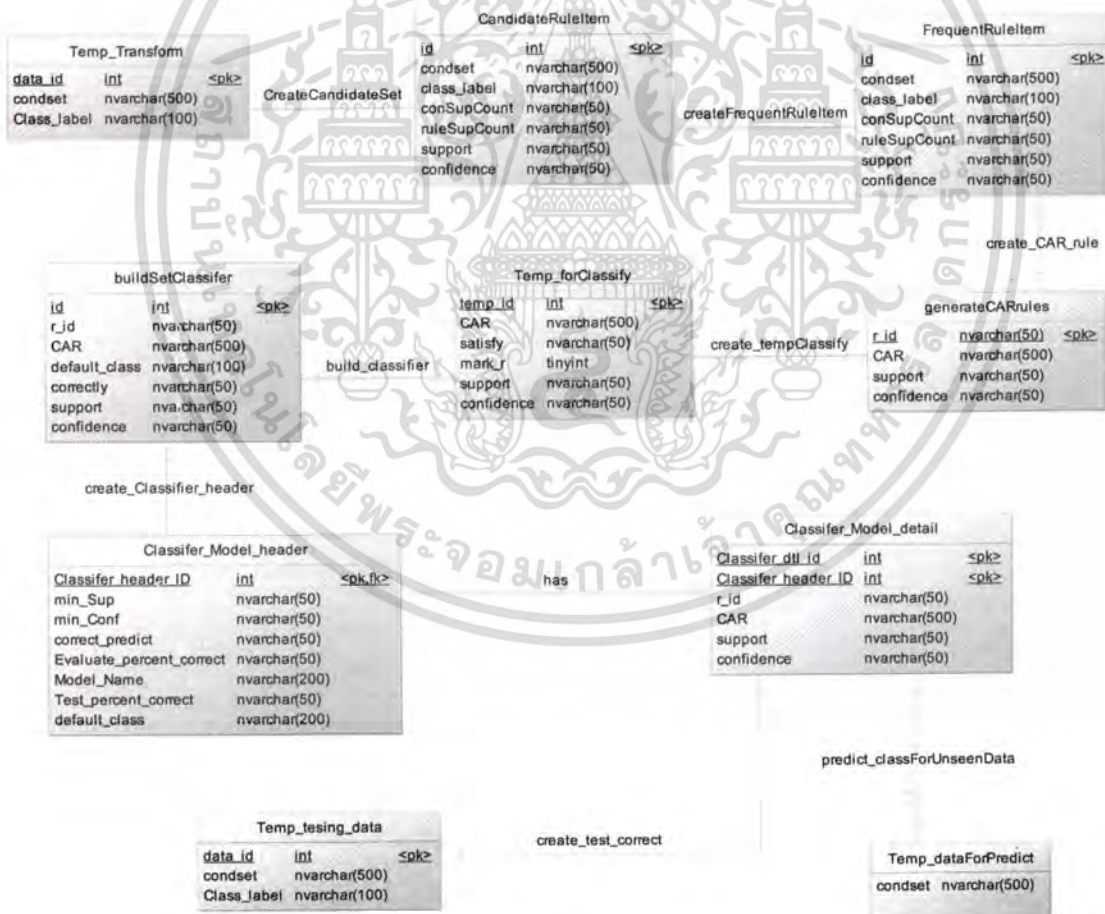 Temp_Transform
data_id int <pk>
condset nvarchar(500)
Class_label nvarchar(100)
CreateCandidateSet
CandidateRuleItem
id int <pk>
condset nvarchar(500)
class_label nvarchar(100)
conSupCount nvarchar(50)
ruleSupCount nvarchar(50)
support nvarchar(50)
confidence nvarchar(50)
createFrequentRuleItem
FrequentRuleItem
id int <pk>
condset nvarchar(500)
class_label nvarchar(100)
conSupCount nvarchar(50)
ruleSupCount nvarchar(50)
support nvarchar(50)
confidence nvarchar(50)
create_CAR_rule
buildSetClassifer
id int <pk>
r_id nvarchar(50)
CAR nvarchar(500)
default_class nvarchar(100)
correctly nvarchar(50)
support nvarchar(50)
confidence nvarchar(50)
build_classifier
Temp_forClassify
temp_id int <pk>
CAR nvarchar(500)
satisfy nvarchar(50)
mark_r tinyint
support nvarchar(50)
confidence nvarchar(50)
create_tempClassify
generateCARrules
r_id nvarchar(50) <pk>
CAR nvarchar(500)
support nvarchar(50)
confidence nvarchar(50)
create_Classifier_header
Classifer_Model_header
Classifer_header_ID int <pk,fk>
min_Sup nvarchar(50)
min_Conf nvarchar(50)
correct_predict nvarchar(50)
Evaluate_percent_correct nvarchar(50)
Model_Name nvarchar(200)
Test_percent_correct nvarchar(50)
default_class nvarchar(200)
has
Classifer_Model_detail
Classifer_dtl_id int <pk>
Classifer_header_ID int <pk>
r_id nvarchar(50)
CAR nvarchar(500)
support nvarchar(50)
confidence nvarchar(50)
predict_classForUnseenData
Temp_tesing_data
data_id int <pk>
condset nvarchar(500)
Class_label nvarchar(100)
create_test_correct
Temp_dataForPredict
condset nvarchar(500)